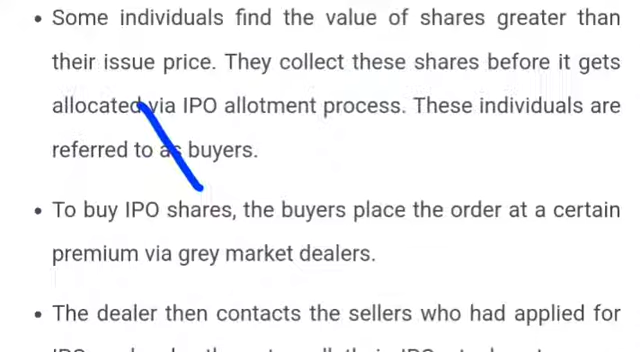 • Some individuals find the value of shares greater than
their issue price. They collect these shares before it gets
allocated via IPO allotment process. These individuals are
referred to as buyers.
• To buy IPO shares, the buyers place the order at a certain
premium via grey market dealers.
• The dealer then contacts the sellers who had applied for